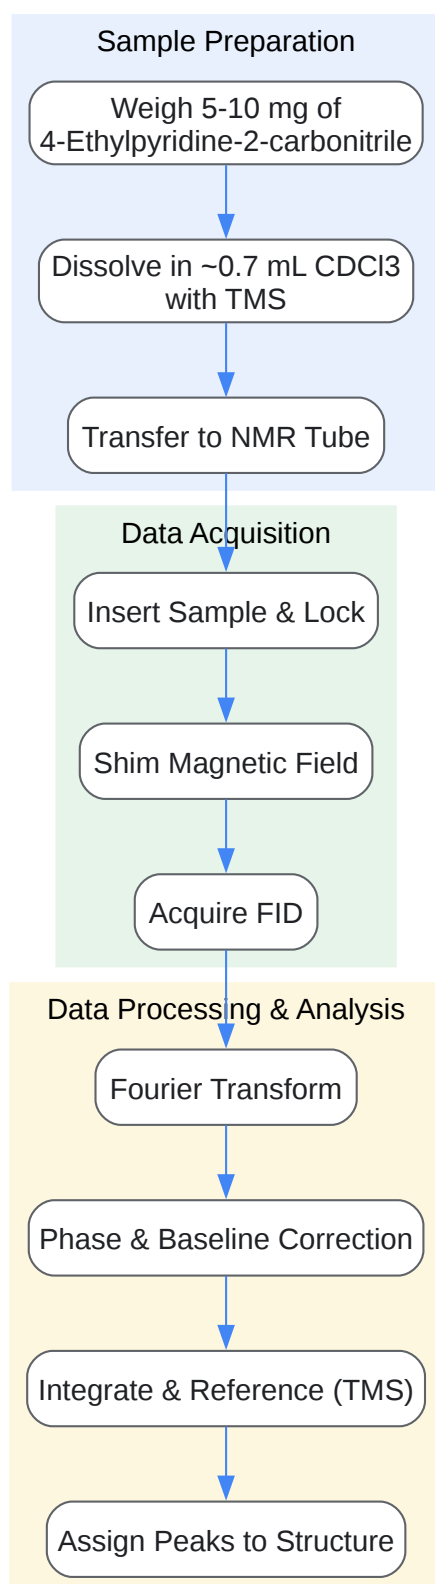 Sample Preparation
Weigh 5-10 mg of
4-Ethylpyridine-2-carbonitrile
Dissolve in ~0.7 mL CDCl3
with TMS
Transfer to NMR Tube
Data Acquisition
Insert Sample & Lock
Shim Magnetic Field
Acquire FID
Data Processing & Analysis
Fourier Transform
Phase & Baseline Correction
Integrate & Reference (TMS)
Assign Peaks to Structure